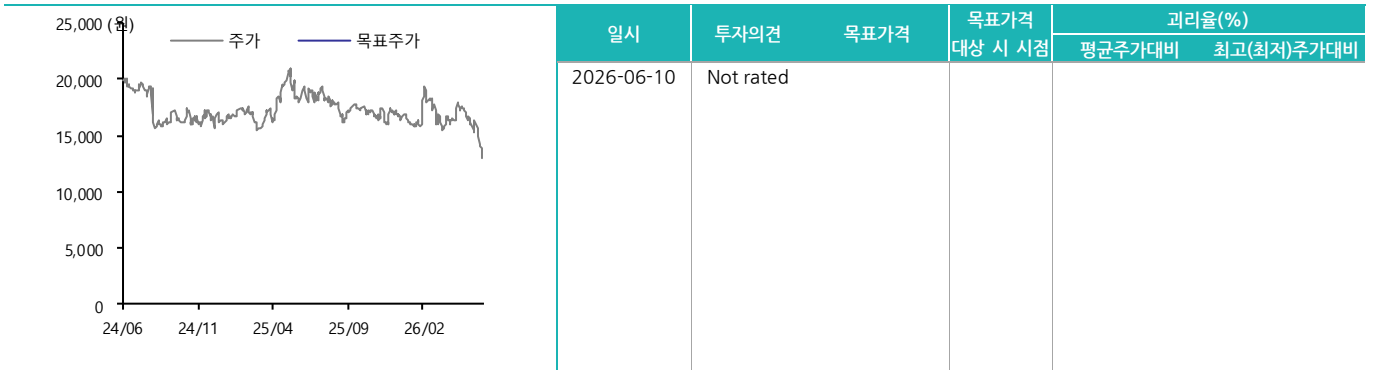 25,000 (원)
주가 목표주가
20,000
15,000
10,000
5,000
0
24/06 24/11 25/04 25/09 26/02
일시 투자의견 목표가격 목표가격 대상 시 시점 괴리율(%)
평균주가대비 최고(최저)주가대비
2026-06-10 Not rated